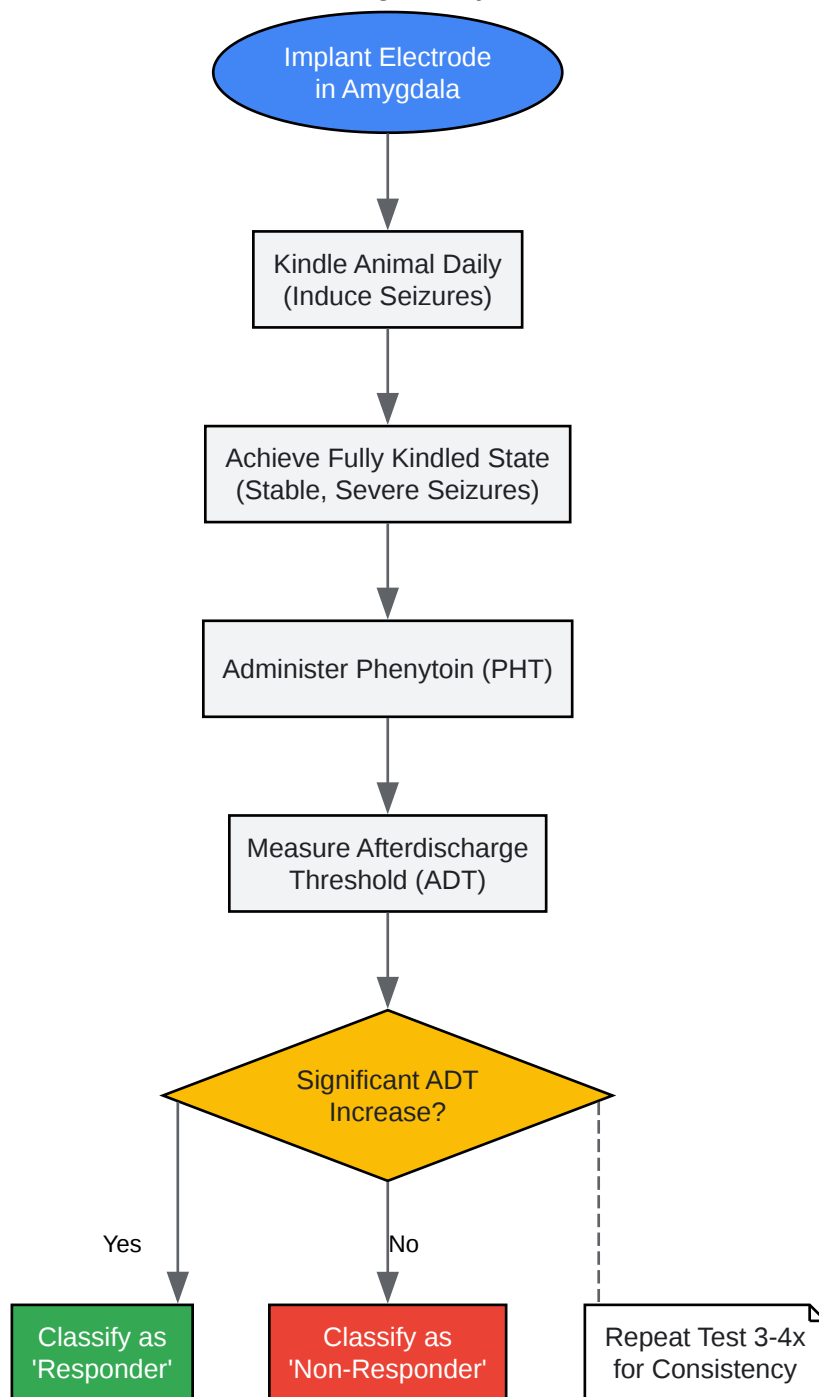 Implant Electrode
in Amygdala
Kindle Animal Daily
(Induce Seizures)
Achieve Fully Kindled State
(Stable, Severe Seizures)
Administer Phenytoin (PHT)
Measure Afterdischarge
Threshold (ADT)
Significant ADT
Increase?
Yes
No
Classify as
'Responder'
Classify as
'Non-Responder'
Repeat Test 3-4x
for Consistency